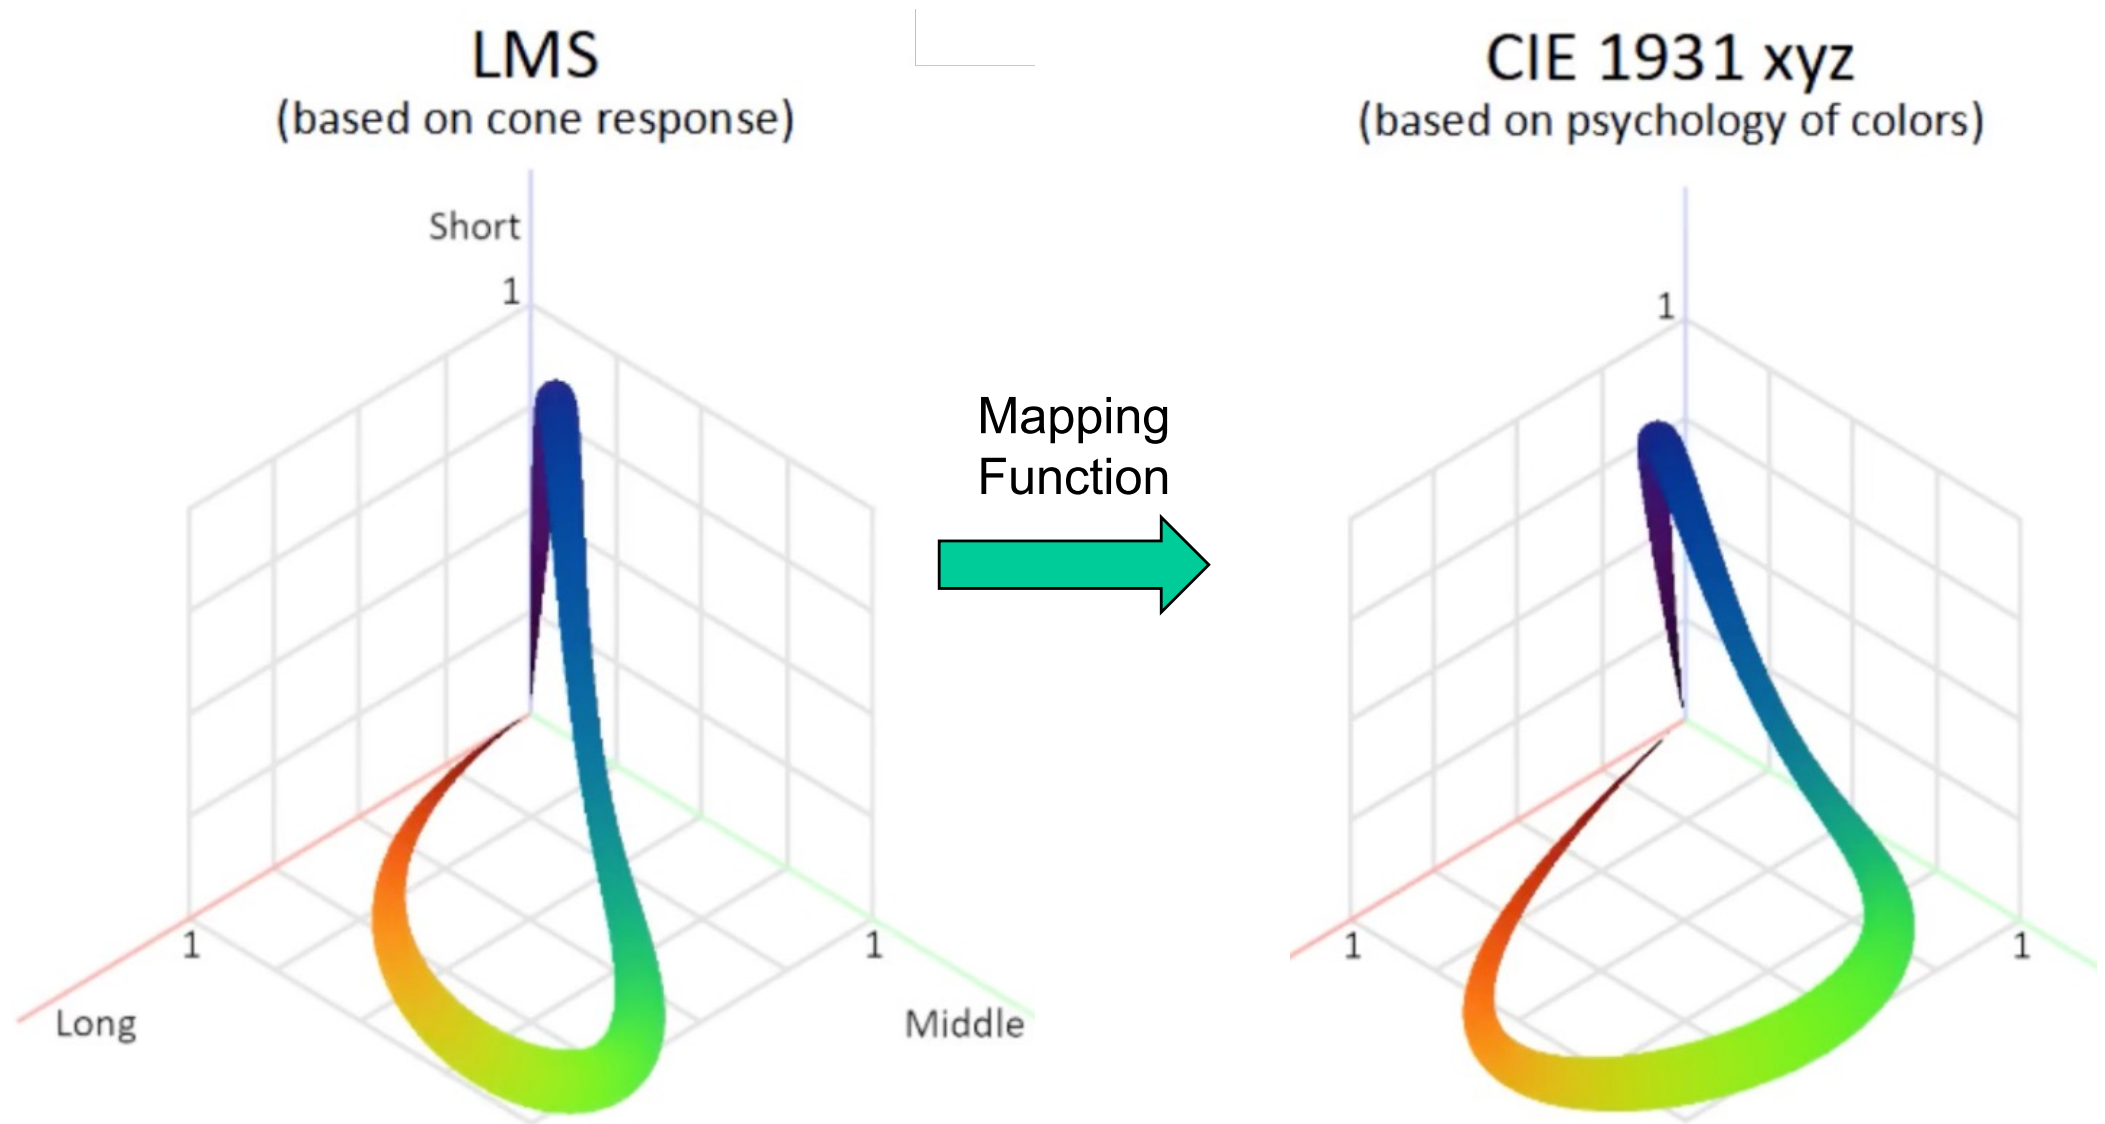 LMS
(based on cone response)
Short
1
1
1
Long
Middle
Mapping
Function
CIE 1931 xyz
(based on psychology of colors)
1
1
1